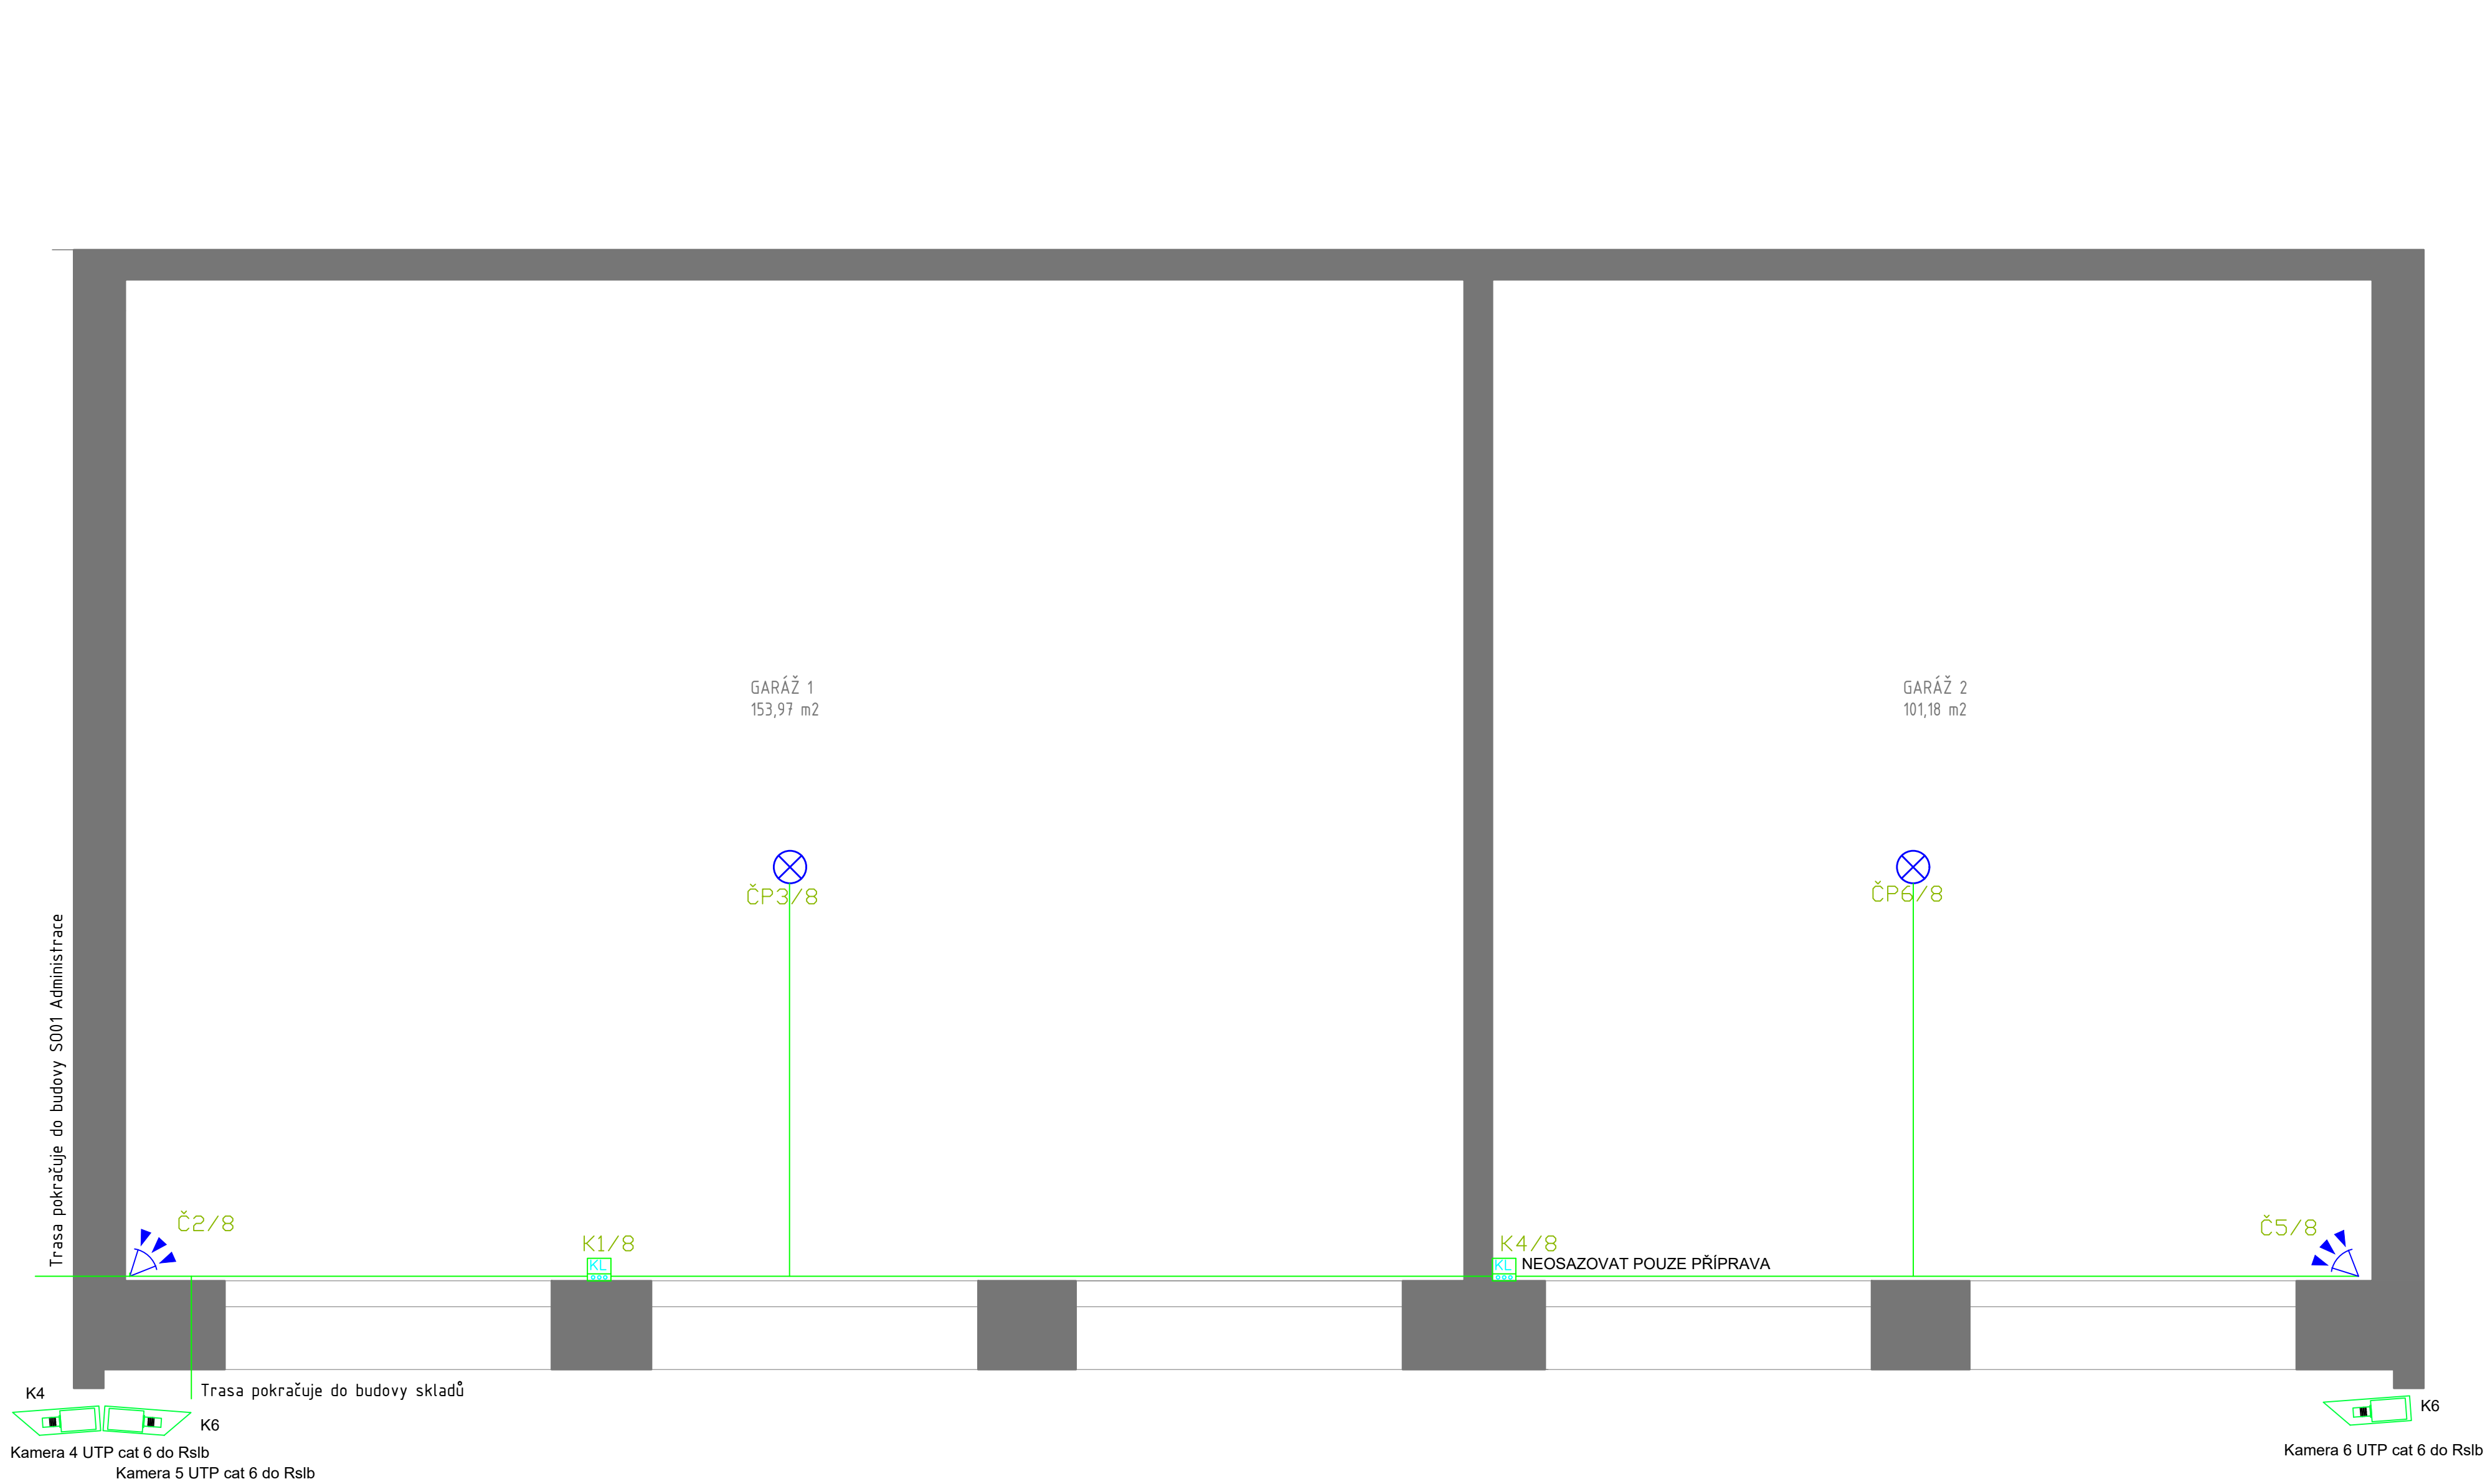 GARÁŽ 1
153,97 m2
GARÁŽ 2
101,18 m2
ČP3/8
ČP6/8
Trasa pokračuje do budovy SO01 Administrace
Č2/8
K1/8
KL
K4/8
KL
NEOSAZOVAT POUZE PŘÍPRAVA
Č5/8
K4
Trasa pokračuje do budovy skladů
K6
K6
Kamera 4 UTP cat 6 do Rslb
Kamera 5 UTP cat 6 do Rslb
Kamera 6 UTP cat 6 do Rslb